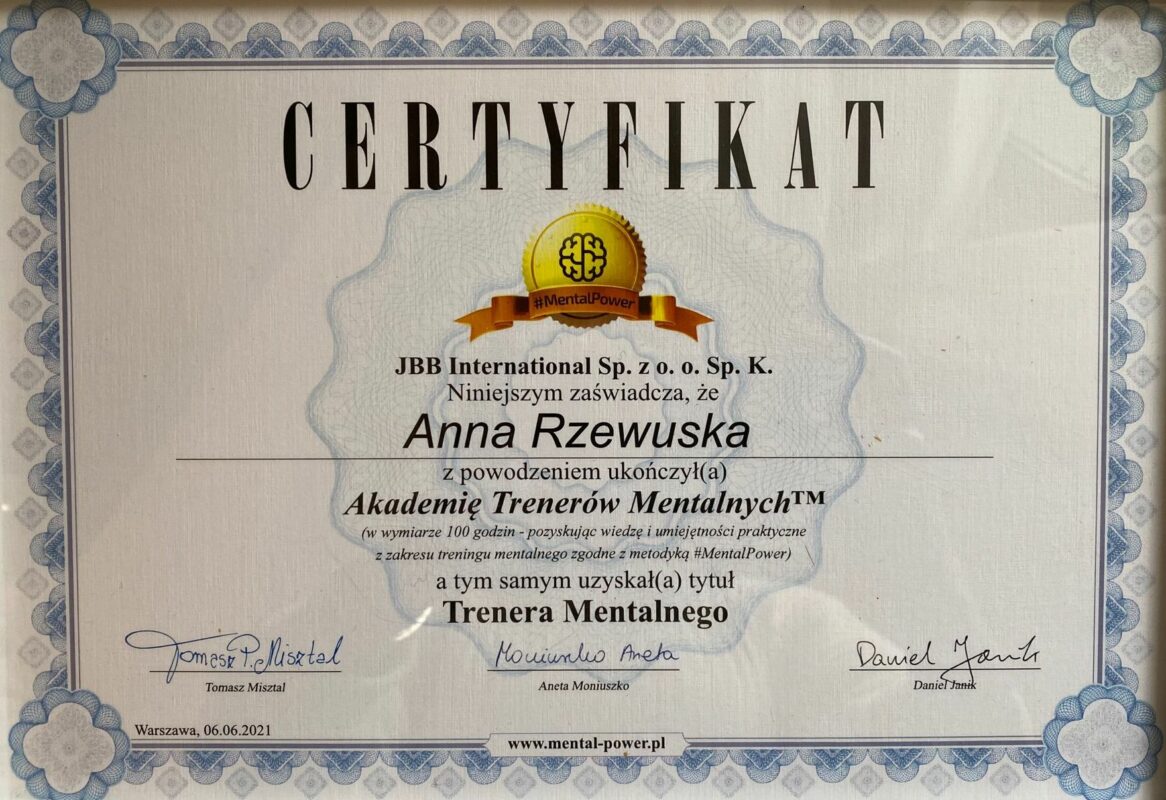 CERTYFIKAT
#MentalPower
JBB International Sp. z o. o. Sp. K.
Niniejszym zaświadcza, że
Anna Rzewuska
z powodzeniem ukończył(a)
Akademię Trenerów Mentalnych™
(w wymiarze 100 godzin - pozyskując wiedzę i umiejętności praktyczne
z zakresu treningu mentalnego zgodne z metodyką #MentalPower)
a tym samym uzyskał(a) tytuł
Trenera Mentalnego
Tomasz P. Misztal Moniuszko Aneta Daniel Janik
Tomasz Misztal Aneta Moniuszko Daniel Janik
Warszawa, 06.06.2021
www.mental-power.pl